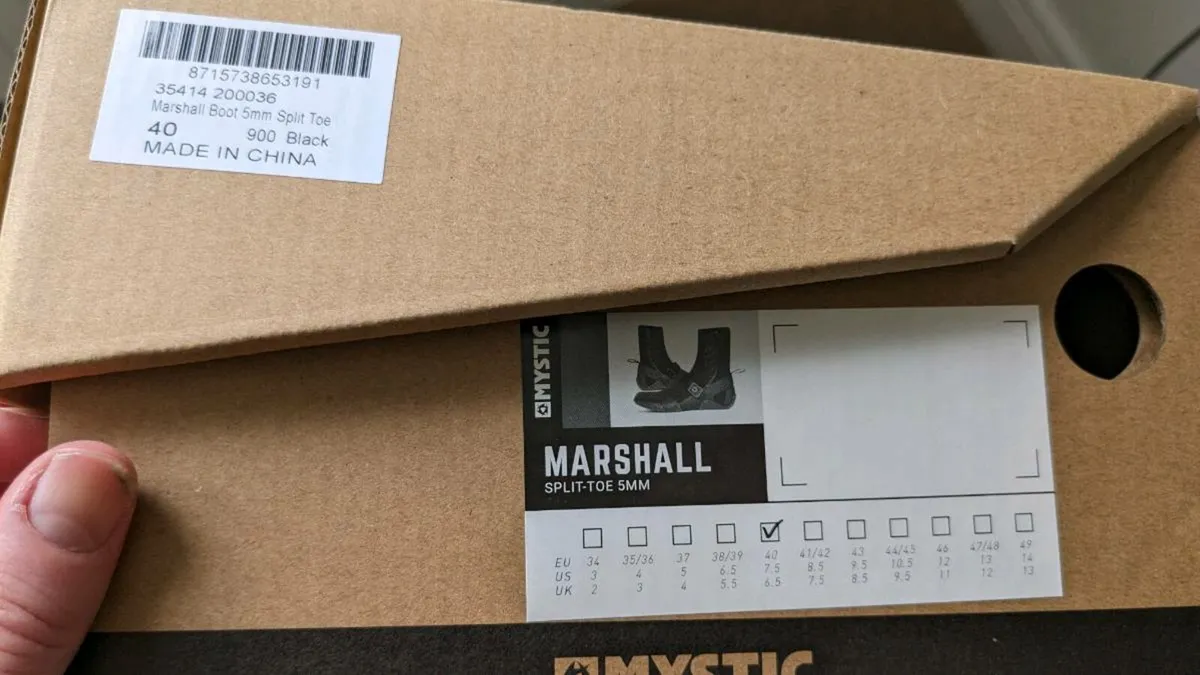 8715738653191
35414 200036
Marshall Boot 5mm Split Toe
40 900 Black
MADE IN CHINA
MYSTIC
MARSHALL
SPLIT-TOE 5MM
EU 34 35/36 37 38/39 40 41/42 43 44/45 46 47/48 49
US 3 4 5 6.5 7.5 8.5 9.5 10.5 12 13 14
UK 2 3 4 5.5 6.5 7.5 8.5 9.5 11 12 13
MYSTIC